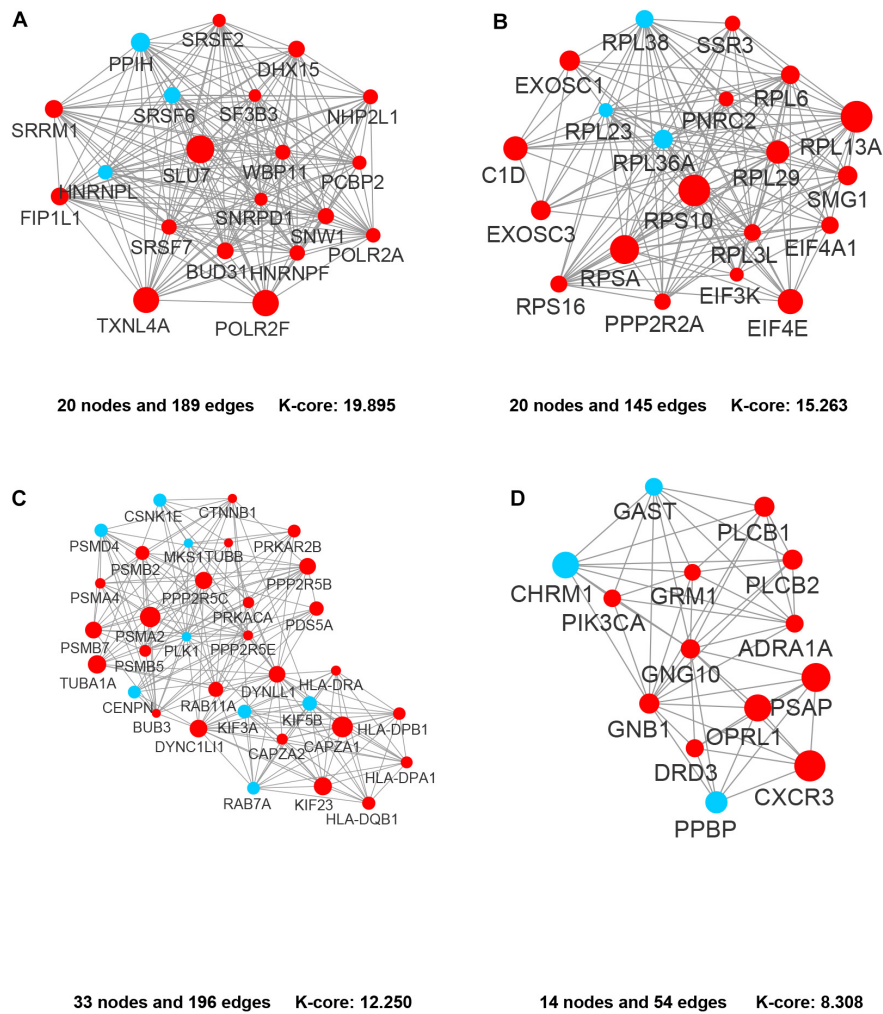 A
SRSF2
PPIH
DHX15
SRSF6
SF3B3
NHP2L1
SRRM1
SLU7
WBP11
PCBP2
HNRNPL
SNRPD1
FIP1L1
SNW1
SRSF7
POLR2A
BUD31
HNRNPF
TXNL4A
POLR2F
20 nodes and 189 edges K-core: 19.895
B
RPL38
SSR3
EXOSC1
RPL6
RPL23
PNRC2
RPL13A
RPL36A
C1D
RPL29
SMG1
RPS10
EXOSC3
RPL3L
EIF4A1
RPSA
EIF3K
RPS16
PPP2R2A
EIF4E
20 nodes and 145 edges K-core: 15.263
C
CSNK1E
CTNNB1
PSMD4
MKS1
TUBB
PRKAR2B
PSMB2
PPP2R5B
PSMA4
PPP2R5C
PRKACA
PDS5A
PSMA2
PSMB7
PLK1
PPP2R5E
PSMB5
TUBA1A
DYNLL1
HLA-DRA
CENPN
RAB11A
BUB3
KIF3A
KIF5B
HLA-DPB1
DYNC1LI1
CAPZA2
CAPZA1
HLA-DPA1
RAB7A
KIF23
HLA-DQB1
33 nodes and 196 edges K-core: 12.250
D
GAST
PLCB1
CHRM1
GRM1
PLCB2
PIK3CA
ADRA1A
GNG10
PSAP
GNB1
OPRL1
DRD3
CXCR3
PPBP
14 nodes and 54 edges K-core: 8.308